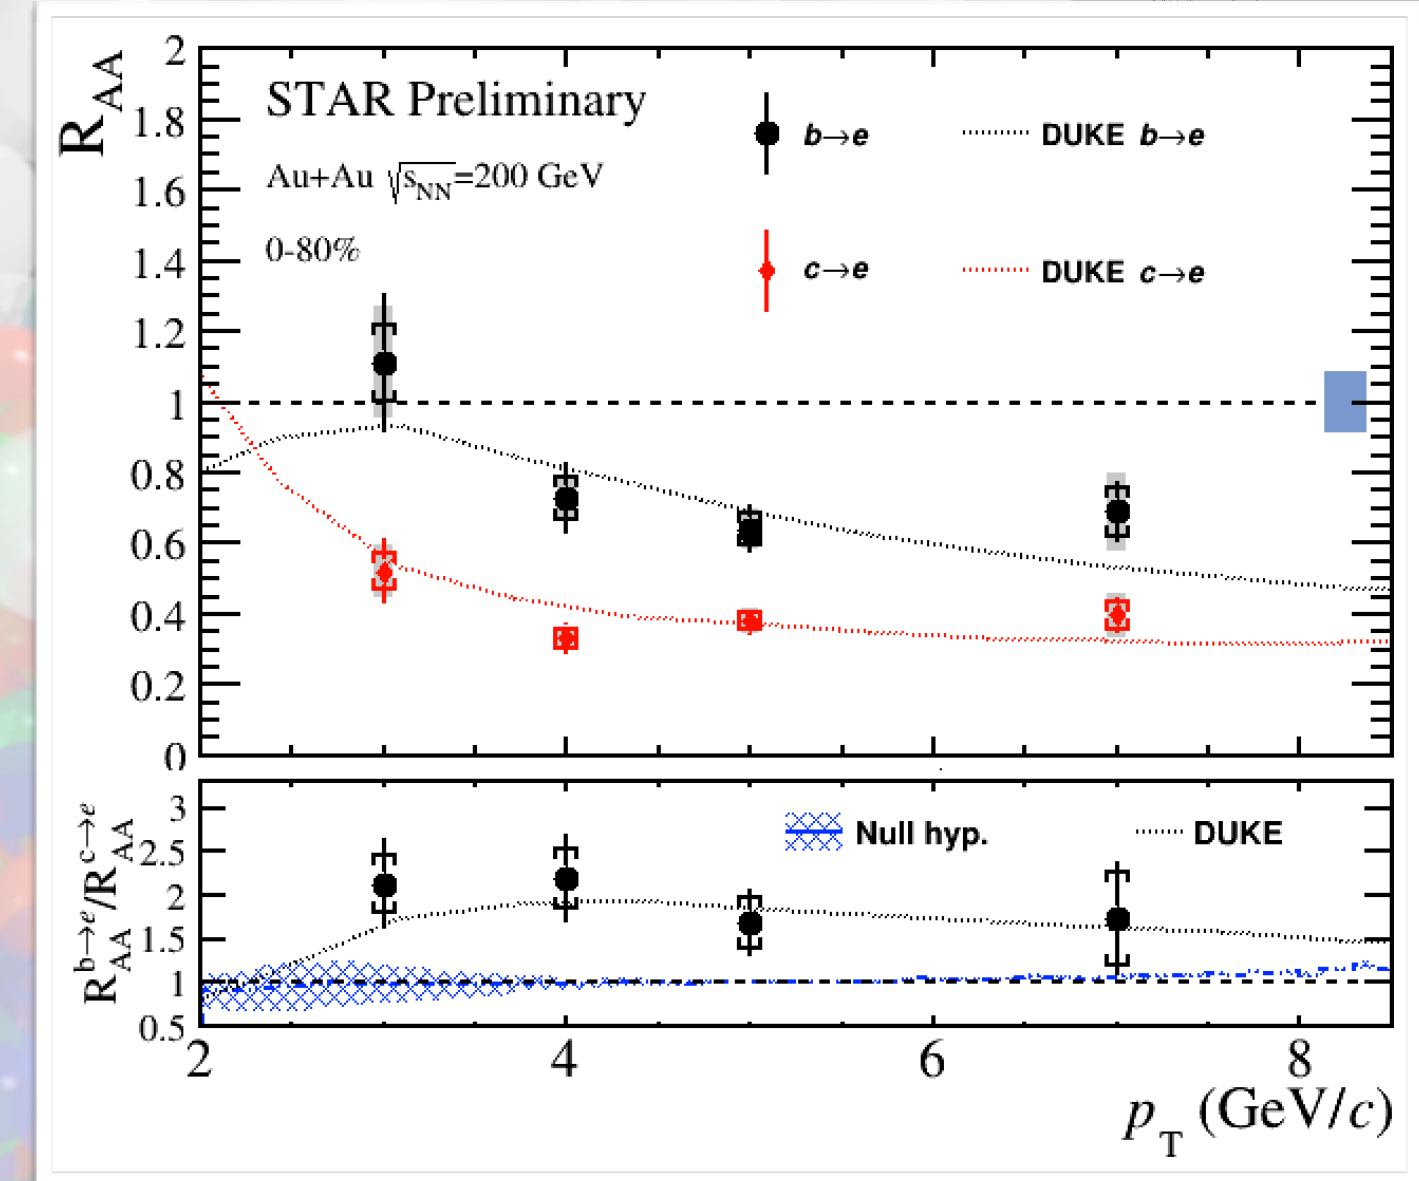 R_AA
2
1.8
1.6
1.4
1.2
1
0.8
0.6
0.4
0.2
0
STAR Preliminary
Au+Au √s_NN=200 GeV
0-80%
b→e
DUKE b→e
c→e
DUKE c→e
R_AA^b→e/R_AA^c→e
3
2.5
2
1.5
1
0.5
Null hyp.
DUKE
2 4 6 8
p_T (GeV/c)